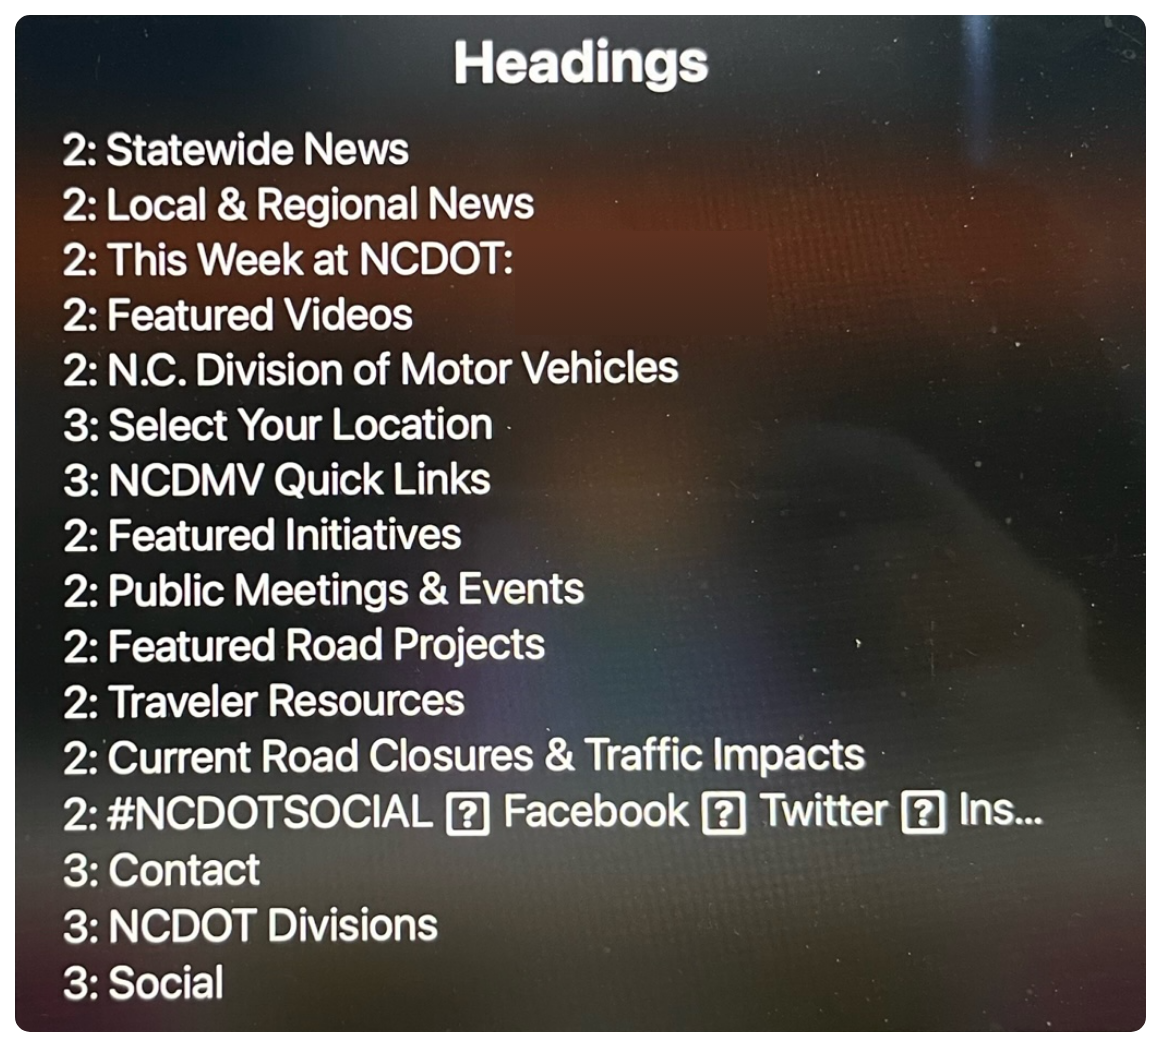 Headings
2: Statewide News
2: Local & Regional News
2: This Week at NCDOT:
2: Featured Videos
2: N.C. Division of Motor Vehicles
3: Select Your Location
3: NCDMV Quick Links
2: Featured Initiatives
2: Public Meetings & Events
2: Featured Road Projects
2: Traveler Resources
2: Current Road Closures & Traffic Impacts
2: #NCDOTSOCIAL ⍰ Facebook ⍰ Twitter ⍰ Ins...
3: Contact
3: NCDOT Divisions
3: Social